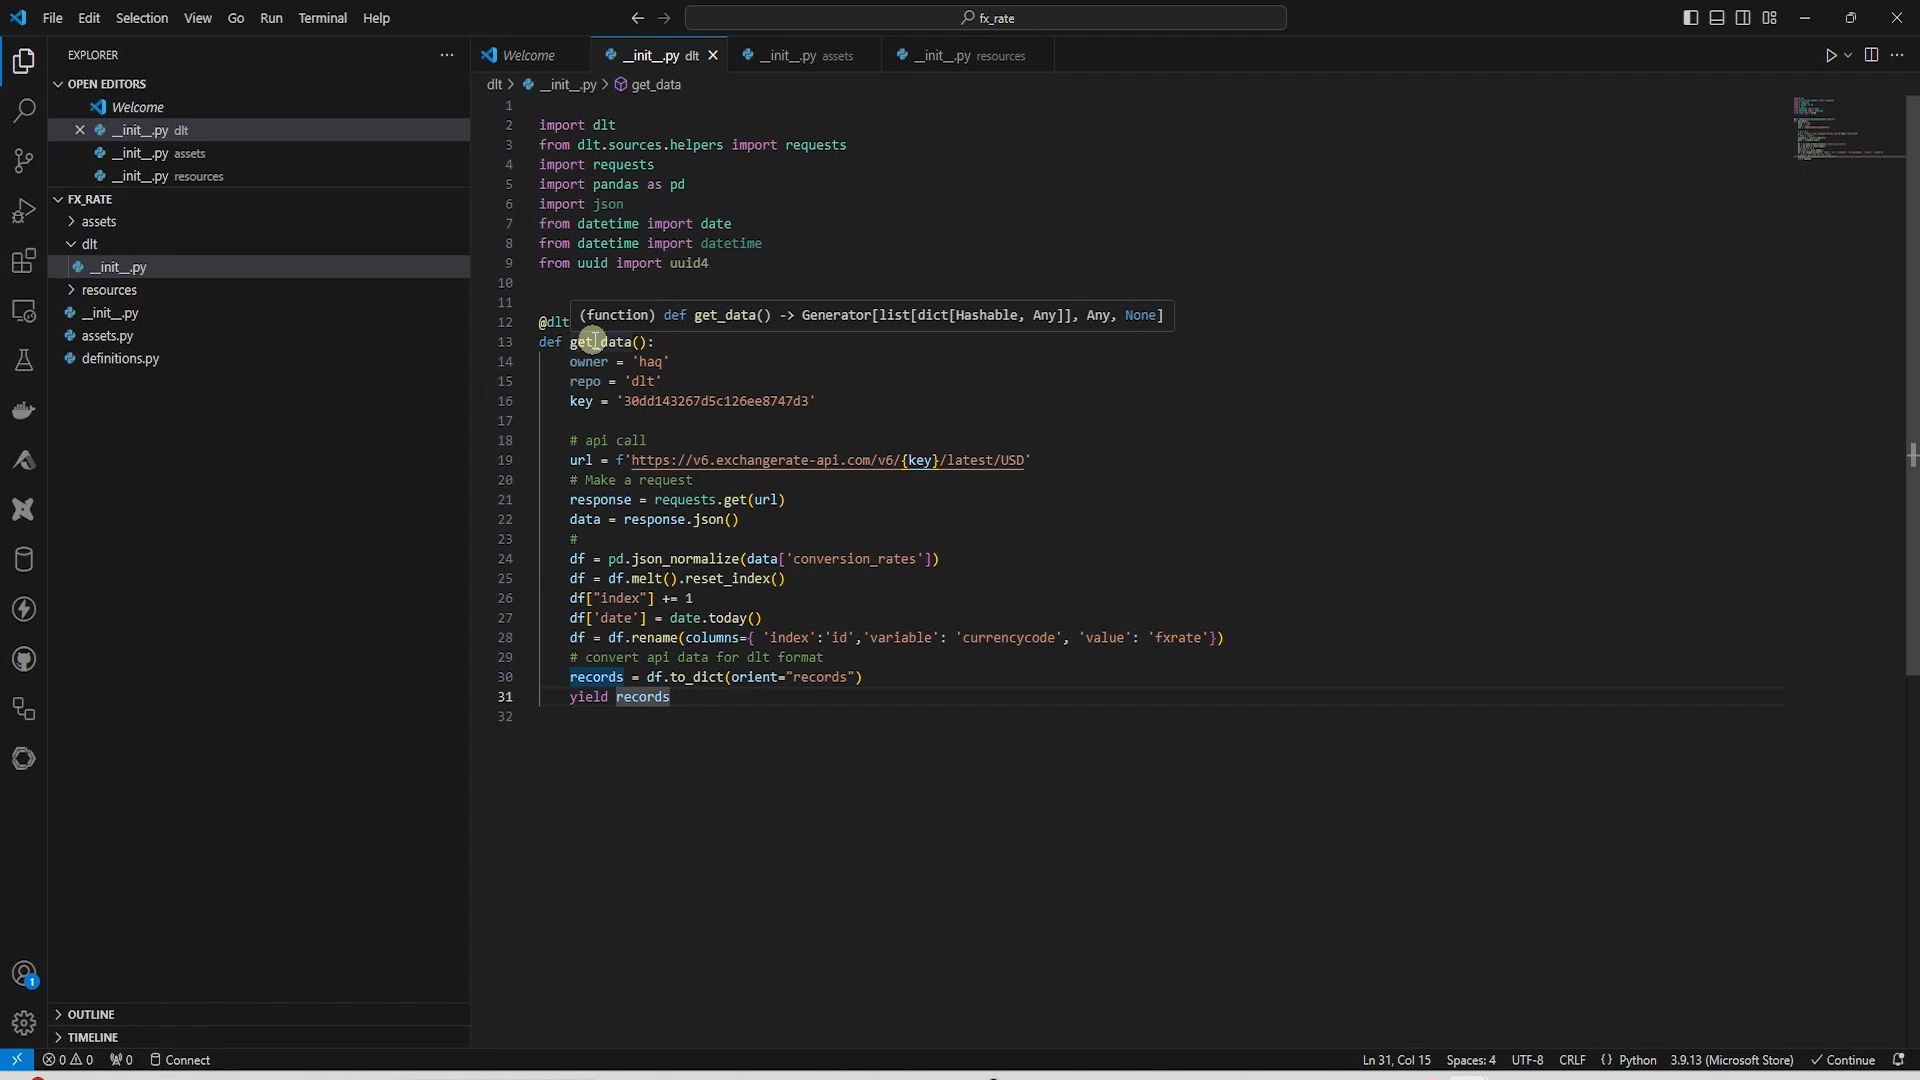 File Edit Selection View Go Run Terminal Help
fx_rate
EXPLORER
OPEN EDITORS
Welcome
__init__.py dlt
__init__.py assets
__init__.py resources
FX_RATE
assets
dlt
__init__.py
resources
__init__.py
assets.py
definitions.py
OUTLINE
TIMELINE
Welcome
__init__.py dlt
__init__.py assets
__init__.py resources
dlt > __init__.py > get_data
1
2 import dlt
3 from dlt.sources.helpers import requests
4 import requests
5 import pandas as pd
6 import json
7 from datetime import date
8 from datetime import datetime
9 from uuid import uuid4
10
11
(function) def get_data() -> Generator[list[dict[Hashable, Any]], Any, None]
12 @dlt
13 def get_data():
14 owner = 'haq'
15 repo = 'dlt'
16 key = '30dd143267d5c126ee8747d3'
17
18 # api call
19 url = f'https://v6.exchangerate-api.com/v6/{key}/latest/USD'
20 # Make a request
21 response = requests.get(url)
22 data = response.json()
23 #
24 df = pd.json_normalize(data['conversion_rates'])
25 df = df.melt().reset_index()
26 df["index"] += 1
27 df['date'] = date.today()
28 df = df.rename(columns={ 'index':'id','variable': 'currencycode', 'value': 'fxrate'})
29 # convert api data for dlt format
30 records = df.to_dict(orient="records")
31 yield records
32
1
0 0 0 Connect
Ln 31, Col 15 Spaces: 4 UTF-8 CRLF {} Python 3.9.13 (Microsoft Store) Continue